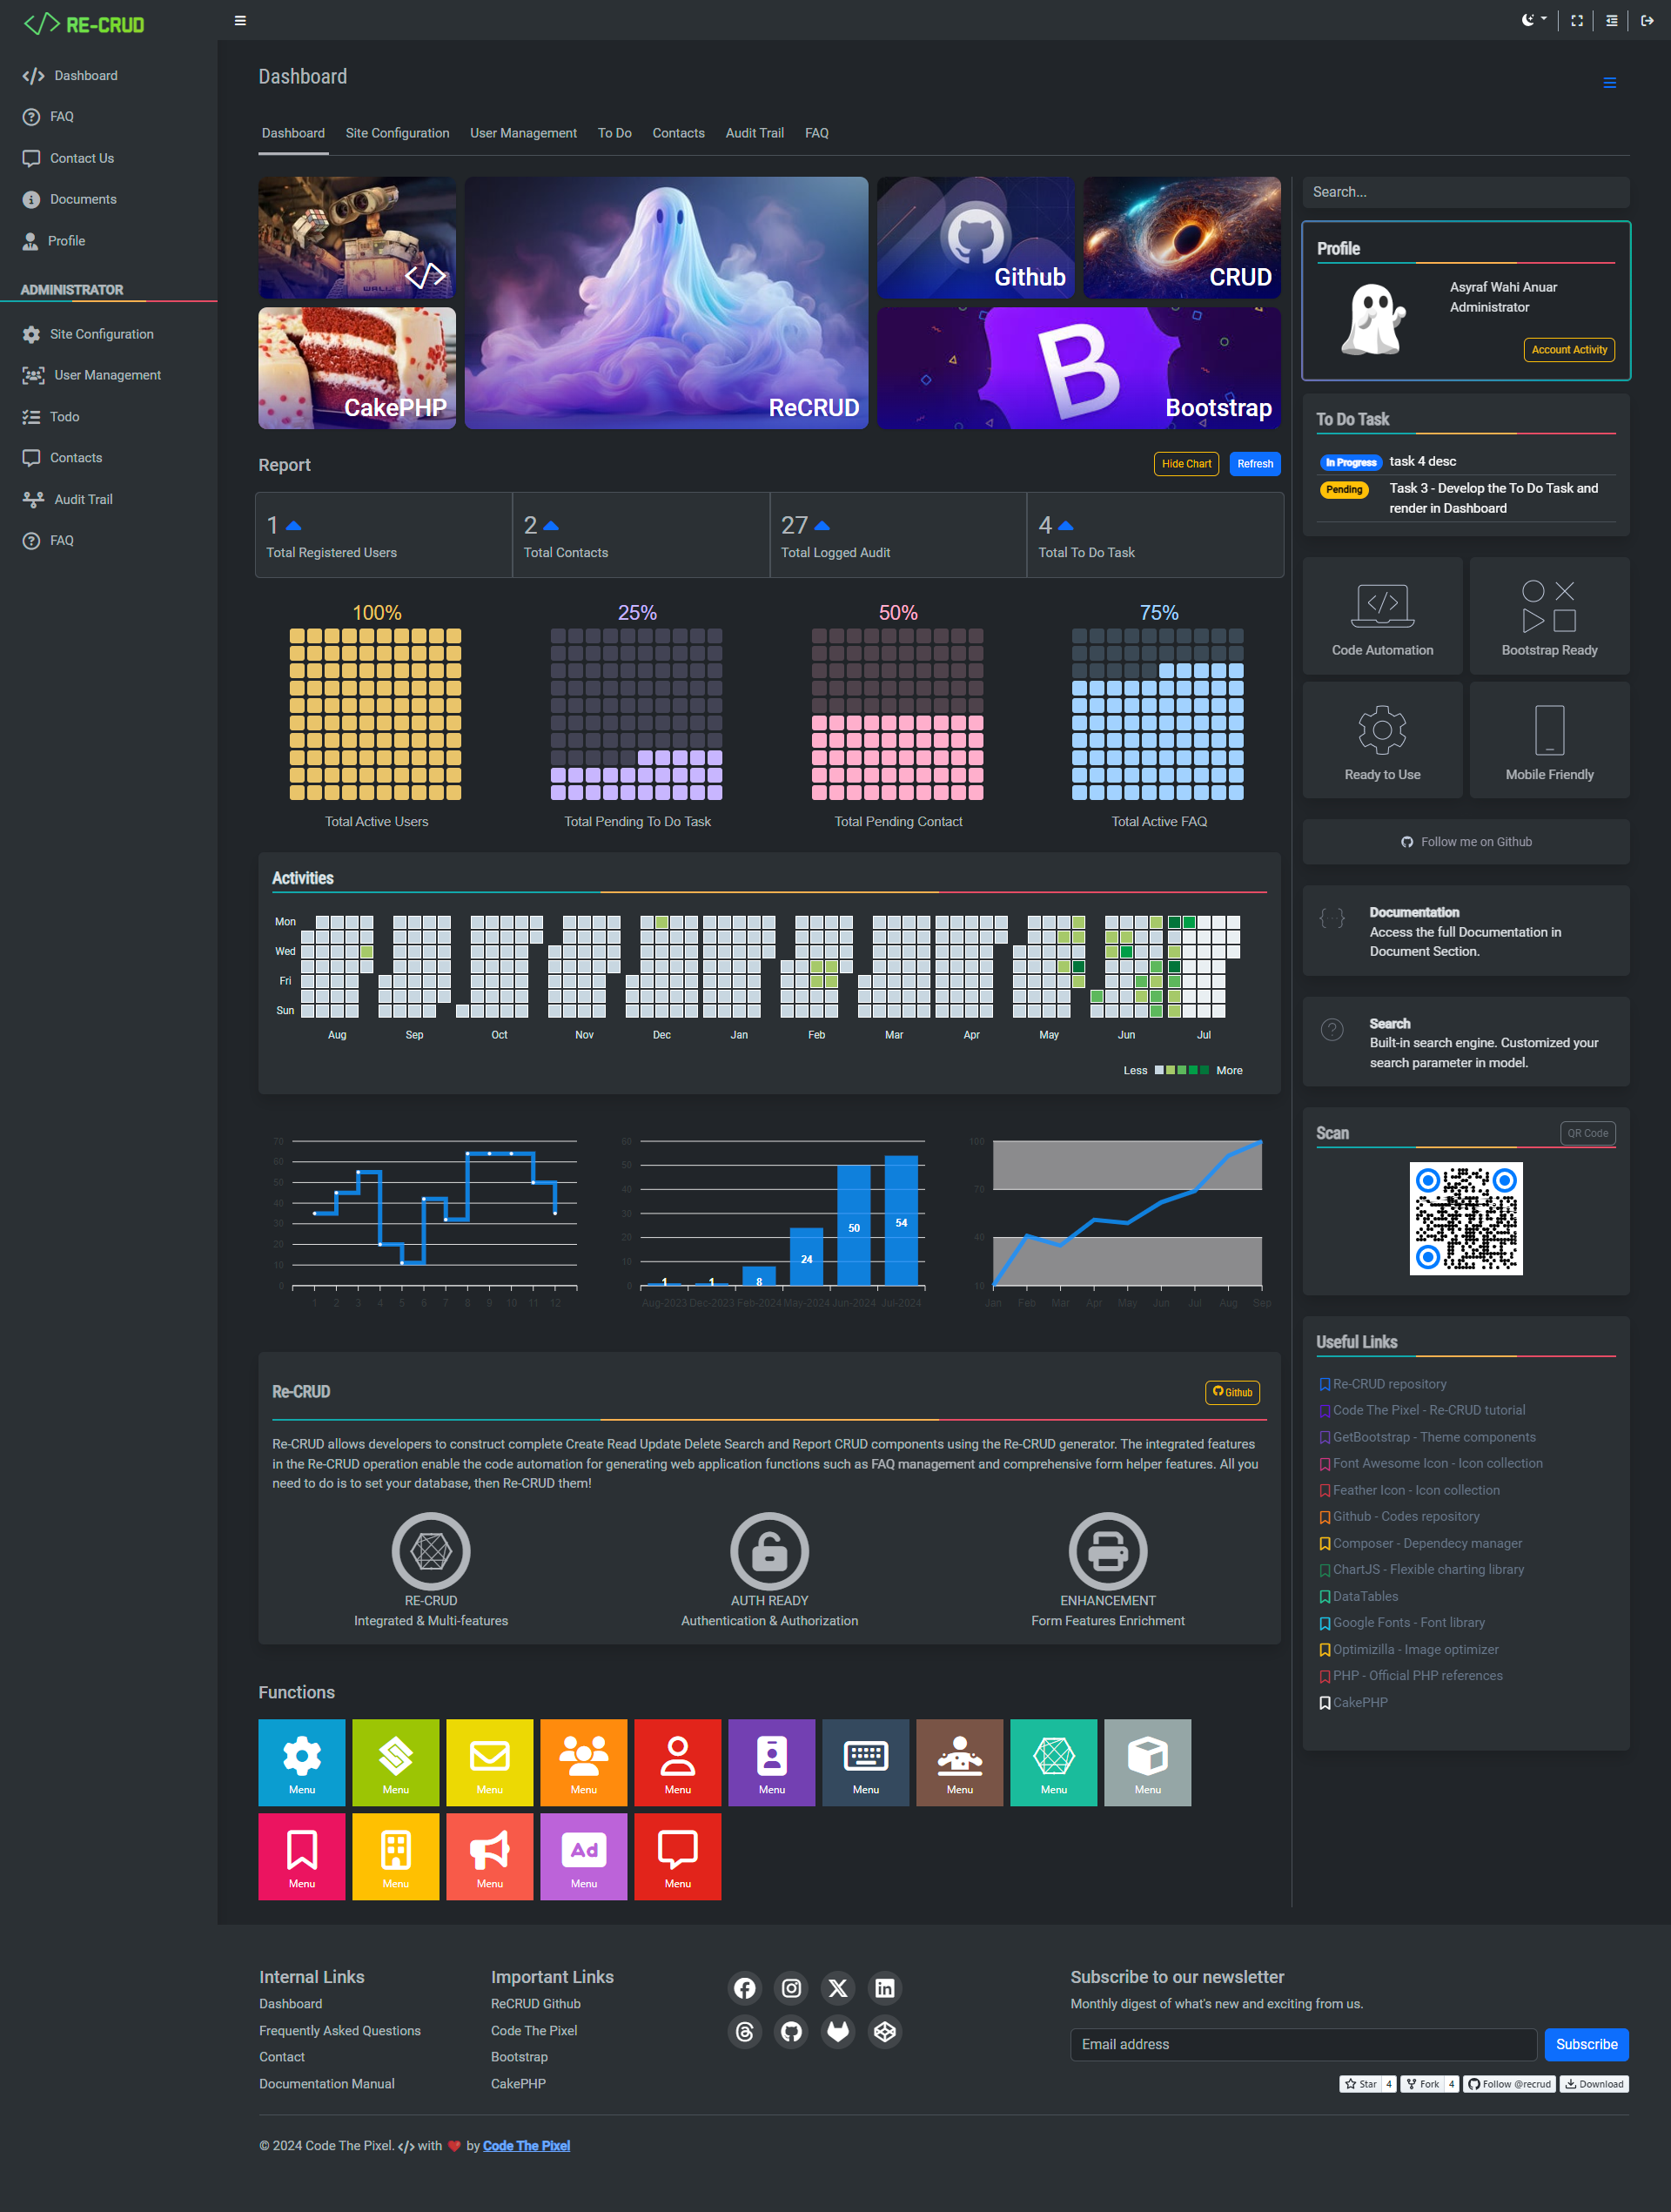 RE-CRUD
Dashboard
FAQ
Contact Us
Documents
Profile
ADMINISTRATOR
Site Configuration
User Management
Todo
Contacts
Audit Trail
FAQ
Dashboard
Dashboard Site Configuration User Management To Do Contacts Audit Trail FAQ
WALL
</>
CakePHP
ReCRUD
Github
CRUD
Bootstrap
B
Report
Hide Chart Refresh
1
Total Registered Users
2
Total Contacts
27
Total Logged Audit
4
Total To Do Task
100%
Total Active Users
25%
Total Pending To Do Task
50%
Total Pending Contact
75%
Total Active FAQ
Activities
Mon
Wed
Fri
Sun
Aug Sep Oct Nov Dec Jan Feb Mar Apr May Jun Jul
Less More
70
60
50
40
30
20
10
0
1 2 3 4 5 6 7 8 9 10 11 12
60
50
40
30
20
10
0
1 1 8 24 50 54
Aug-2023 Dec-2023 Feb-2024 May-2024 Jun-2024 Jul-2024
100
70
40
10
Jan Feb Mar Apr May Jun Jul Aug Sep
Re-CRUD
Github
Re-CRUD allows developers to construct complete Create Read Update Delete Search and Report CRUD components using the Re-CRUD generator. The integrated features
in the Re-CRUD operation enable the code automation for generating web application functions such as FAQ management and comprehensive form helper features. All you
need to do is to set your database, then Re-CRUD them!
RE-CRUD
Integrated & Multi-features
AUTH READY
Authentication & Authorization
ENHANCEMENT
Form Features Enrichment
Functions
Menu Menu Menu Menu Menu Menu Menu Menu Menu Menu
Ad
Menu Menu Menu Menu Menu
Search...
Profile
Asyraf Wahi Anuar
Administrator
Account Activity
To Do Task
In Progress task 4 desc
Pending Task 3 - Develop the To Do Task and
render in Dashboard
Code Automation
Bootstrap Ready
Ready to Use
Mobile Friendly
Follow me on Github
Documentation
Access the full Documentation in
Document Section.
Search
Built-in search engine. Customized your
search parameter in model.
Scan
QR Code
Useful Links
Re-CRUD repository
Code The Pixel - Re-CRUD tutorial
GetBootstrap - Theme components
Font Awesome Icon - Icon collection
Feather Icon - Icon collection
Github - Codes repository
Composer - Dependecy manager
ChartJS - Flexible charting library
DataTables
Google Fonts - Font library
Optimizilla - Image optimizer
PHP - Official PHP references
CakePHP
Internal Links
Dashboard
Frequently Asked Questions
Contact
Documentation Manual
Important Links
ReCRUD Github
Code The Pixel
Bootstrap
CakePHP
Subscribe to our newsletter
Monthly digest of what's new and exciting from us.
Email address
Subscribe
Star 4 Fork 4 Follow @recrud Download
© 2024 Code The Pixel. </> with ❤️ by Code The Pixel